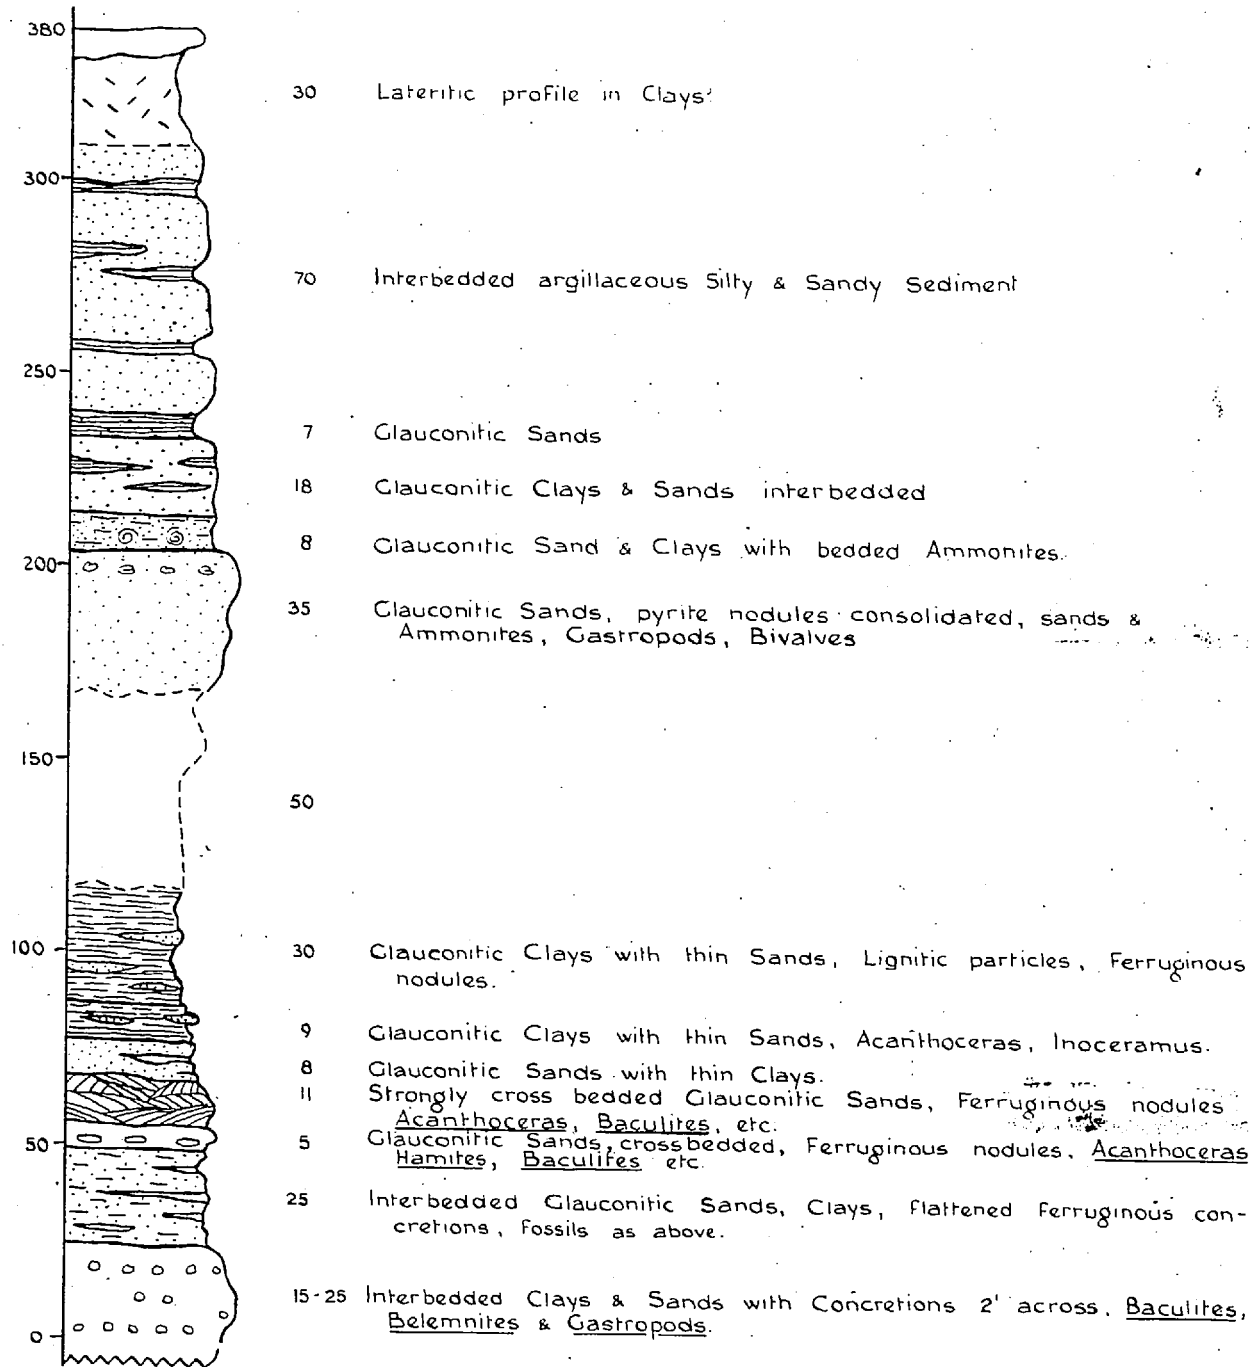 380
30 Lateritic profile in Clays
300
70 Interbedded argillaceous Silty & Sandy Sediment
250
7 Glauconitic Sands
18 Glauconitic Clays & Sands interbedded
8 Glauconitic Sand & Clays with bedded Ammonites.
200
35 Glauconitic Sands, pyrite nodules consolidated, sands &
Ammonites, Gastropods, Bivalves
150
50
100
30 Glauconitic Clays with thin Sands, Lignitic particles, Ferruginous
nodules.
9 Glauconitic Clays with thin Sands, Acanthoceras, Inoceramus.
8 Glauconitic Sands with thin Clays.
11 Strongly cross bedded Glauconitic Sands, Ferruginous nodules
Acanthoceras, Baculites, etc.
50
5 Glauconitic Sands, crossbedded, Ferruginous nodules, Acanthoceras
Hamites, Baculites etc.
25 Interbedded Glauconitic Sands, Clays, flattened Ferruginous con-
cretions, Fossils as above.
15-25 Interbedded Clays & Sands with Concretions 2' across, Baculites,
Belemnites & Gastropods.
0